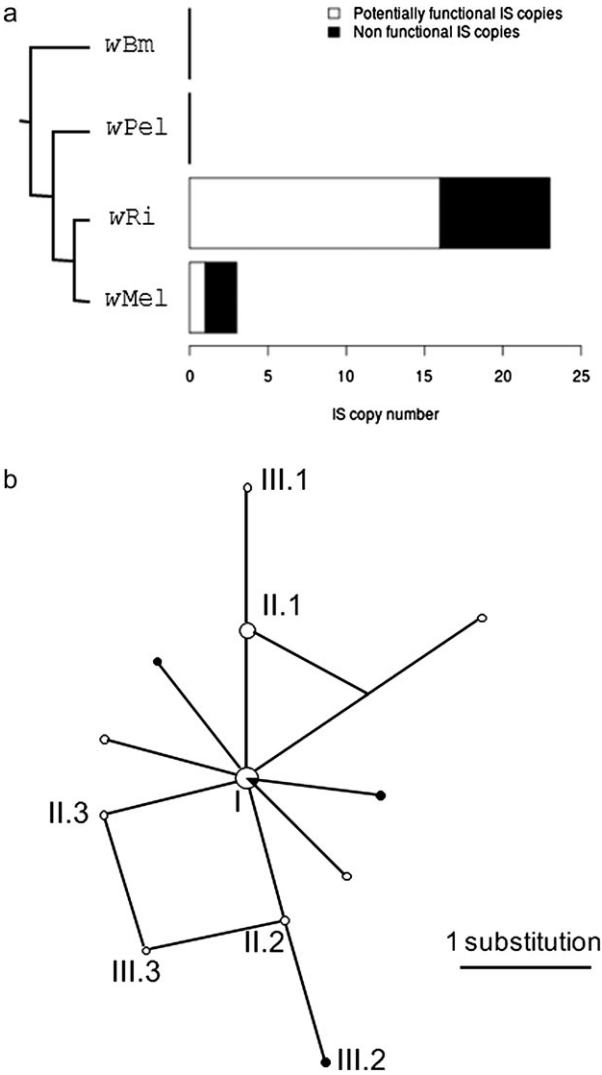 a
Potentially functional IS copies
Non functional IS copies
wBm
wPel
wRi
wMel
0 5 10 15 20 25
IS copy number
b
III.1
II.1
I
II.3
II.2
III.3
1 substitution
III.2